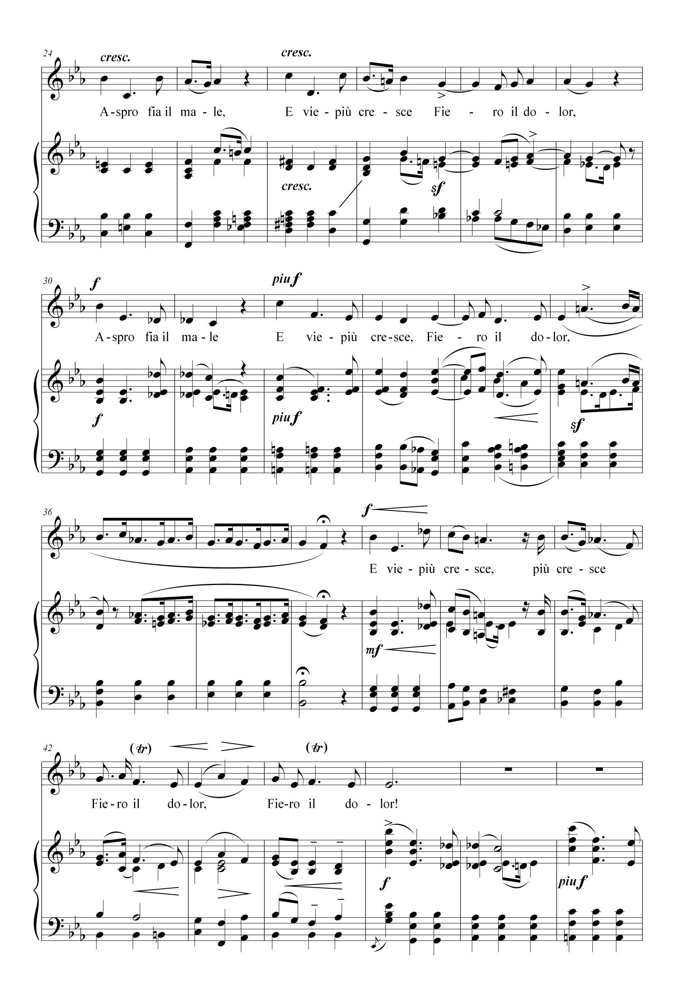 24
cresc. cresc.
A - spro fia il ma - le, E vie - più cre - sce Fie - ro il do - lor,
cresc. sf
30
f piu f
A - spro fia il ma - le E vie - più cre - sce, Fie - ro il do - lor,
f piu f sf
36
f
E vie - più cre - sce, più cre - sce
mf
42
(tr) (tr)
Fie - ro il do - lor, Fie - ro il do - lor!
f piu f